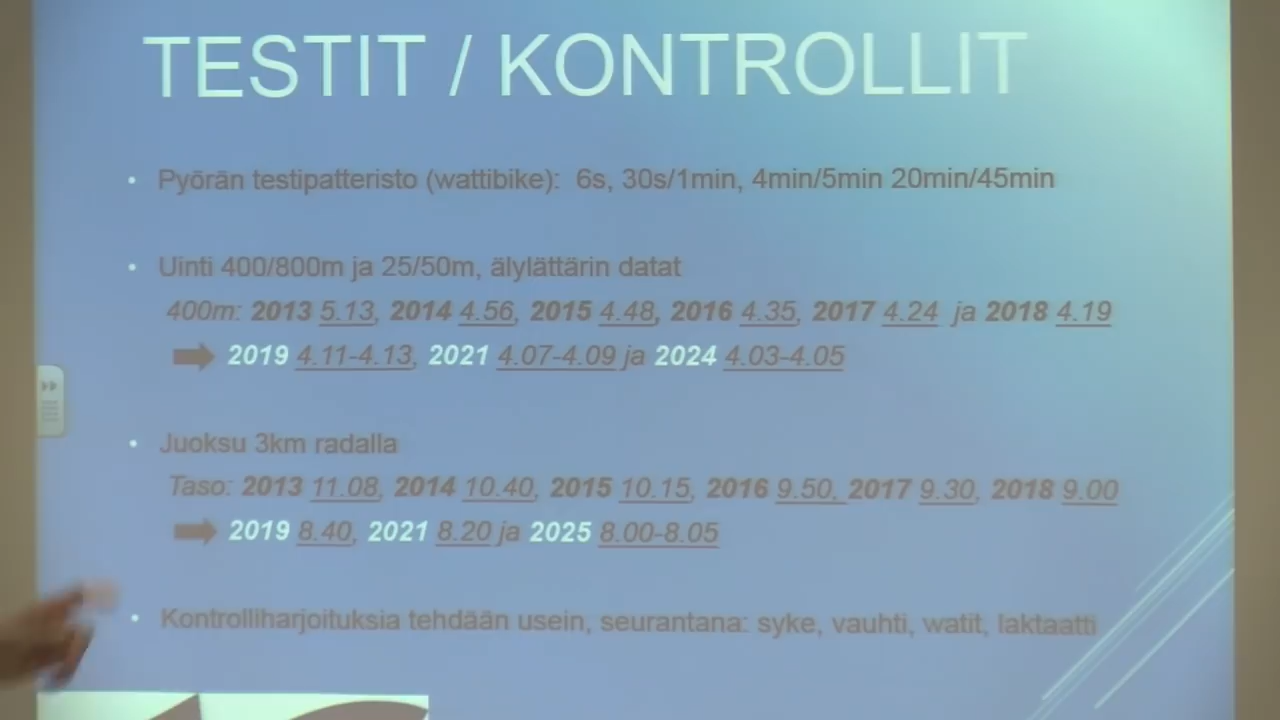 TESTIT / KONTROLLIT
• Pyörän testipatteristo (wattibike): 6s, 30s/1min, 4min/5min 20min/45min
• Uinti 400/800m ja 25/50m, älylättärin datat
400m: 2013 5.13, 2014 4.56, 2015 4.48, 2016 4.35, 2017 4.24 ja 2018 4.19
2019 4.11-4.13, 2021 4.07-4.09 ja 2024 4.03-4.05
• Juoksu 3km radalla
Taso: 2013 11.08, 2014 10.40, 2015 10.15, 2016 9.50, 2017 9.30, 2018 9.00
2019 8.40, 2021 8.20 ja 2025 8.00-8.05
• Kontrolliharjoituksia tehdään usein, seurantana: syke, vauhti, watit, laktaatti